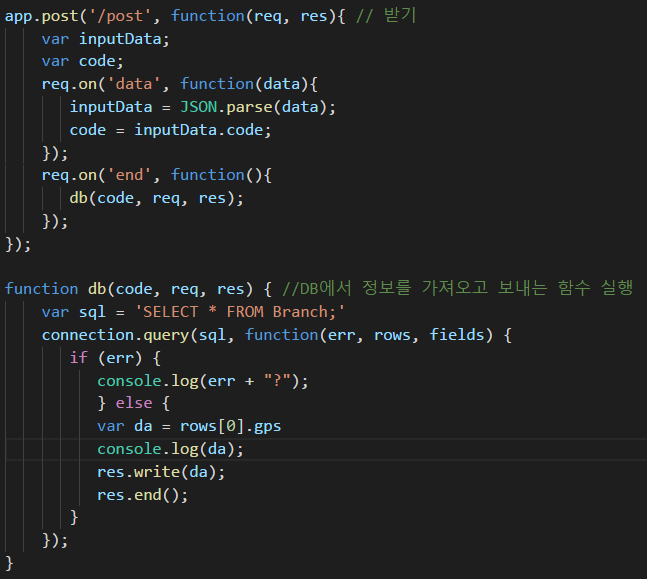 app.post('/post', function(req, res){ // 받기
    var inputData;
    var code;
    req.on('data', function(data){
       inputData = JSON.parse(data);
       code = inputData.code;
    });
    req.on('end', function(){
       db(code, req, res);
    });
});

function db(code, req, res) { //DB에서 정보를 가져오고 보내는 함수 실행
    var sql = 'SELECT * FROM Branch;'
    connection.query(sql, function(err, rows, fields) {
       if (err) {
          console.log(err + "?");
          } else {
          var da = rows[0].gps
          console.log(da);
          res.write(da);
          res.end();
       }
    });
}